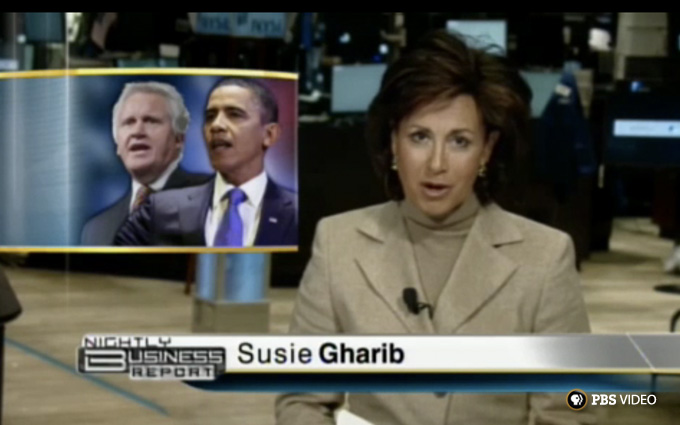 NIGHTLY
BUSINESS
REPORT
Susie Gharib
PBS VIDEO